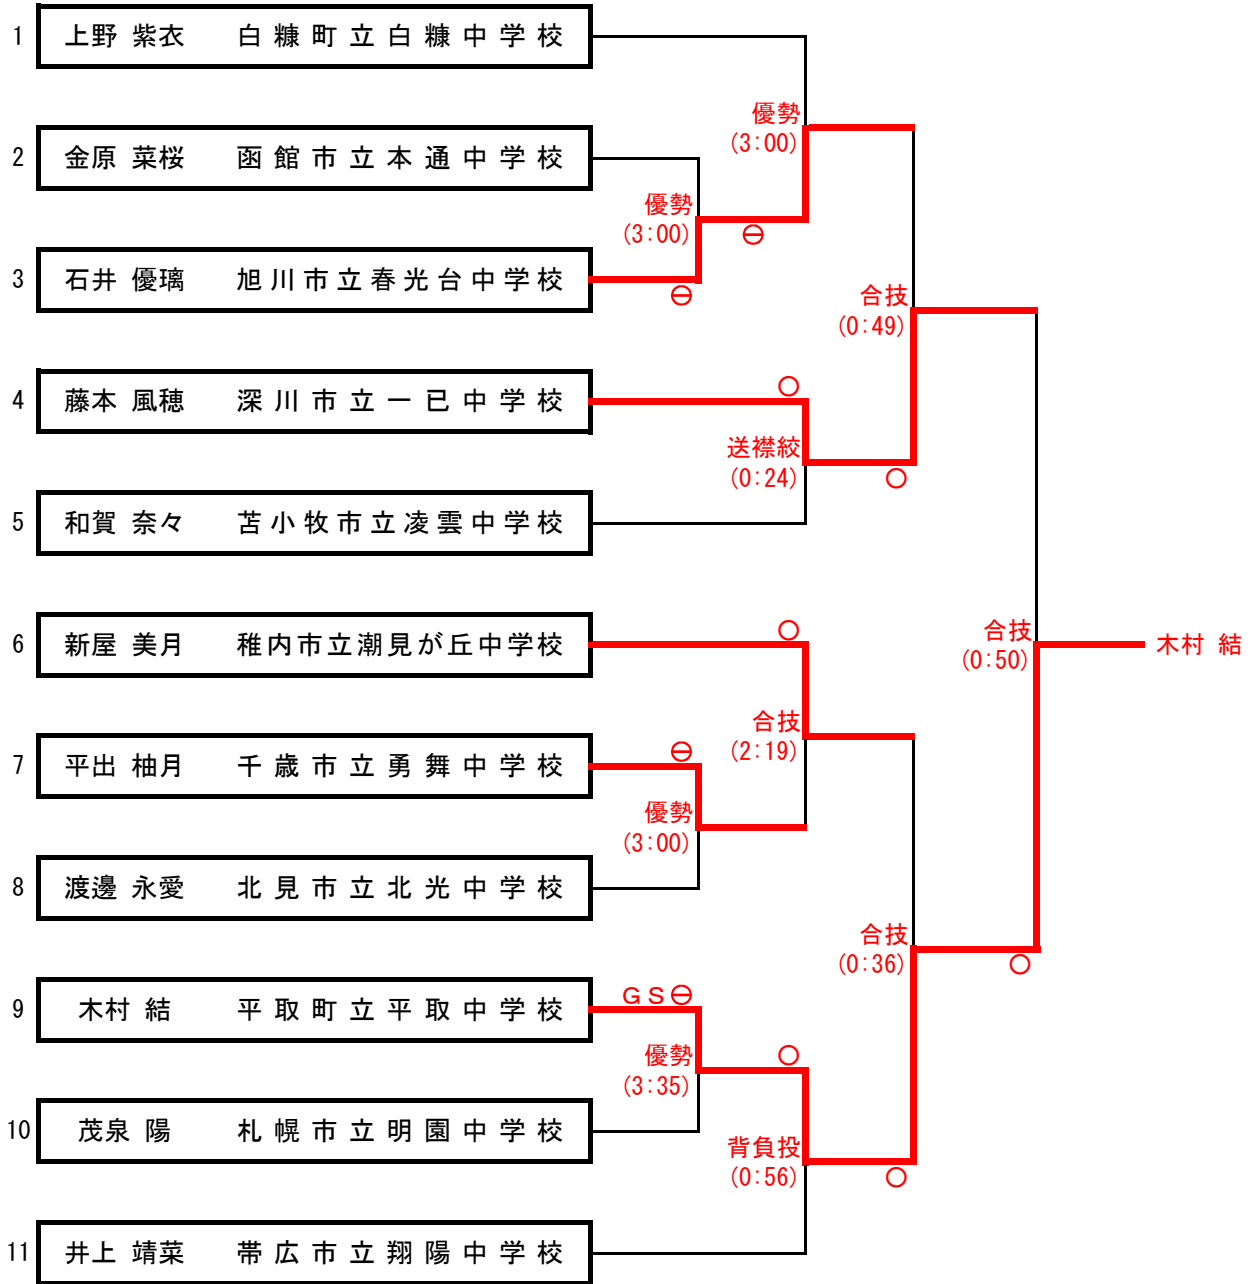 1 上野 紫衣 白糠町立白糠中学校
優勢
(3:00)
2 金原 菜桜 函館市立本通中学校
優勢
(3:00)
3 石井 優璃 旭川市立春光台中学校
合技
(0:49)
4 藤本 風穂 深川市立一已中学校
送襟絞
(0:24)
5 和賀 奈々 苫小牧市立凌雲中学校
6 新屋 美月 稚内市立潮見が丘中学校
合技
(0:50)
木村 結
合技
(2:19)
7 平出 柚月 千歳市立勇舞中学校
優勢
(3:00)
8 渡邊 永愛 北見市立北光中学校
合技
(0:36)
GS
9 木村 結 平取町立平取中学校
優勢
(3:35)
10 茂泉 陽 札幌市立明園中学校
背負投
(0:56)
11 井上 靖菜 帯広市立翔陽中学校